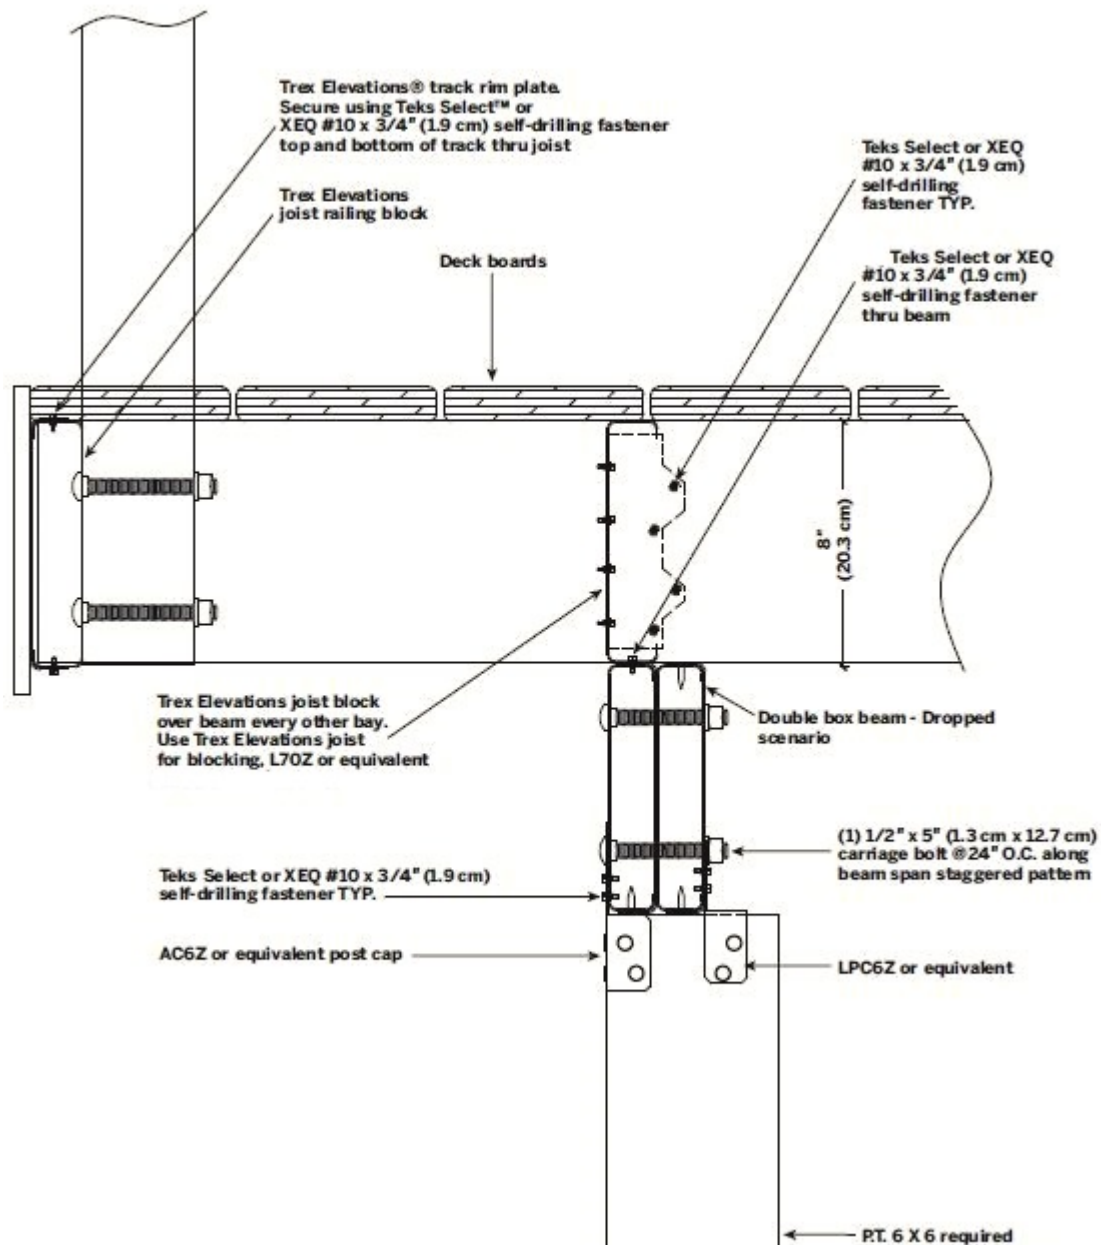 Trex Elevations® track rim plate.
Secure using Teks Select™ or
XEQ #10 x 3/4" (1.9 cm) self-drilling fastener
top and bottom of track thru joist
Trex Elevations
joist railing block
Deck boards
Teks Select or XEQ
#10 x 3/4" (1.9 cm)
self-drilling
fastener TYP.
Teks Select or XEQ
#10 x 3/4" (1.9 cm)
self-drilling fastener
thru beam
8"
(20.3 cm)
Trex Elevations joist block
over beam every other bay.
Use Trex Elevations joist
for blocking, L70Z or equivalent
Double box beam - Dropped
scenario
(1) 1/2" x 5" (1.3 cm x 12.7 cm)
carriage bolt @24" O.C. along
beam span staggered pattern
Teks Select or XEQ #10 x 3/4" (1.9 cm)
self-drilling fastener TYP.
AC6Z or equivalent post cap
LPC6Z or equivalent
P.T. 6 X 6 required